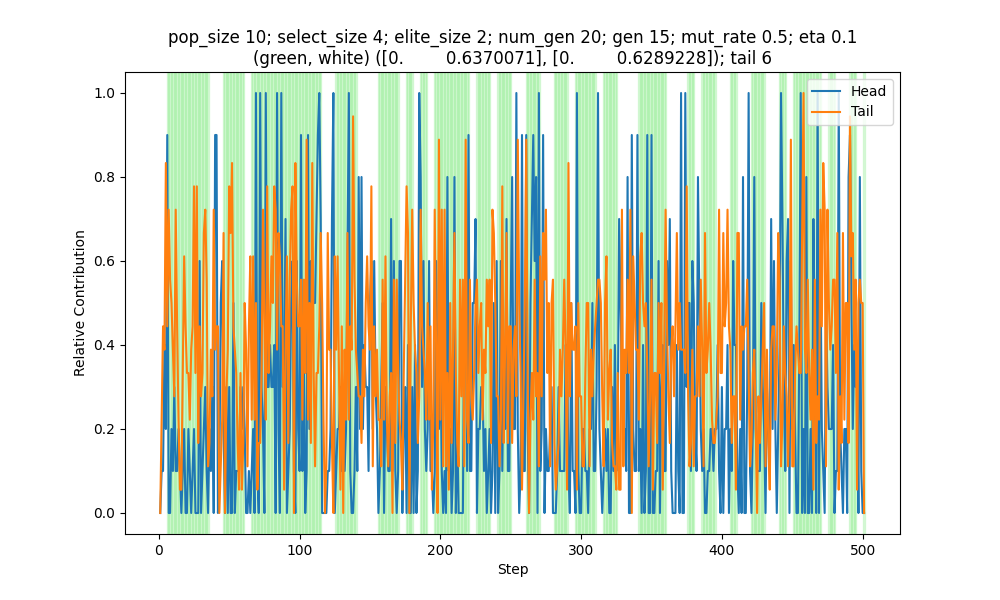 pop_size 10; select_size 4; elite_size 2; num_gen 20; gen 15; mut_rate 0.5; eta 0.1
(green, white) ([0. 0.6370071], [0. 0.6289228]); tail 6
Head
Tail
1.0
0.8
0.6
0.4
0.2
0.0
Relative Contribution
0 100 200 300 400 500
Step